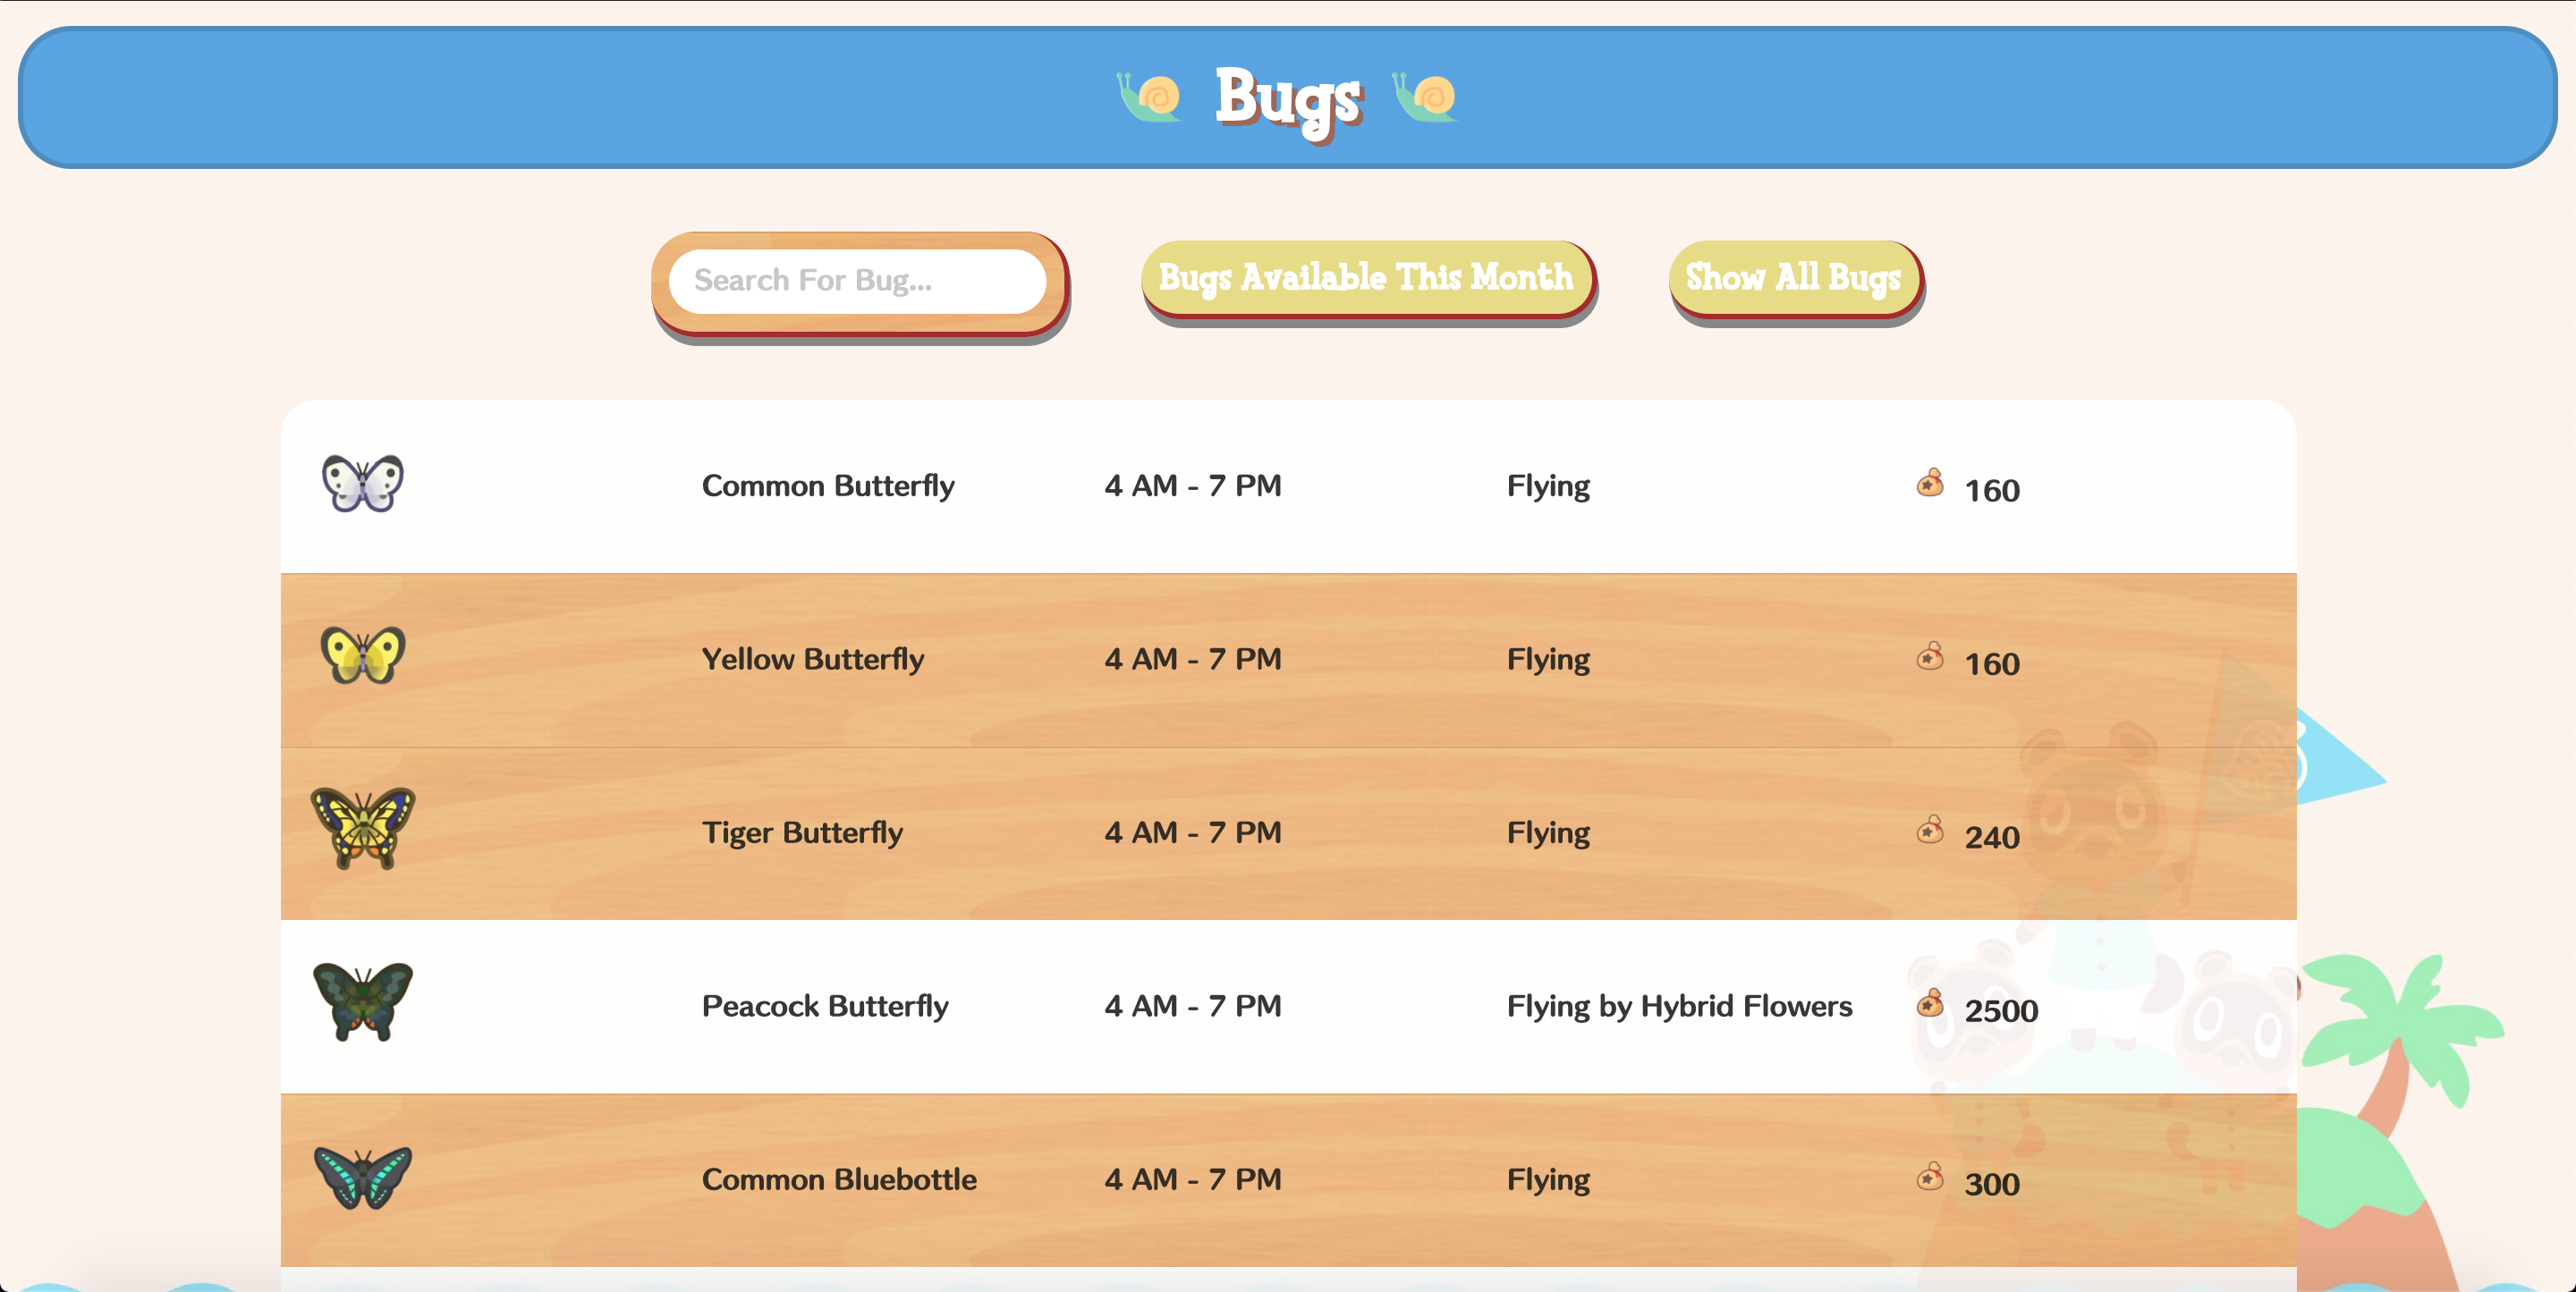 Bugs
Search For Bug...
Bugs Available This Month
Show All Bugs
Common Butterfly 4 AM - 7 PM Flying 160
Yellow Butterfly 4 AM - 7 PM Flying 160
Tiger Butterfly 4 AM - 7 PM Flying 240
Peacock Butterfly 4 AM - 7 PM Flying by Hybrid Flowers 2500
Common Bluebottle 4 AM - 7 PM Flying 300